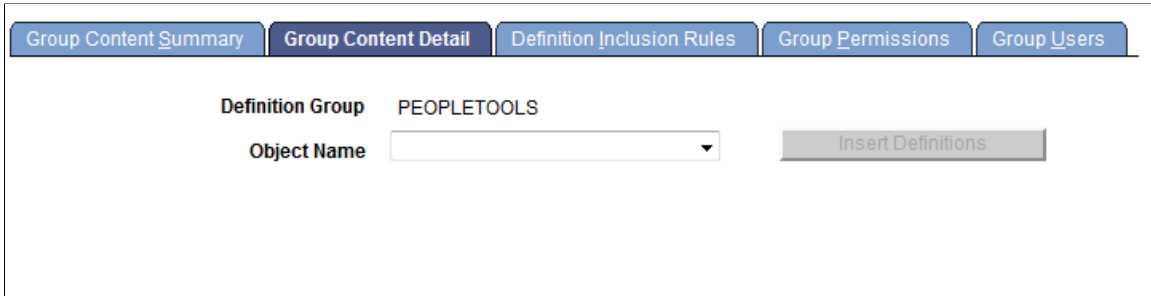 Group Content Summary Group Content Detail Definition Inclusion Rules Group Permissions Group Users
Definition Group PEOPLETOOLS
Object Name Insert Definitions